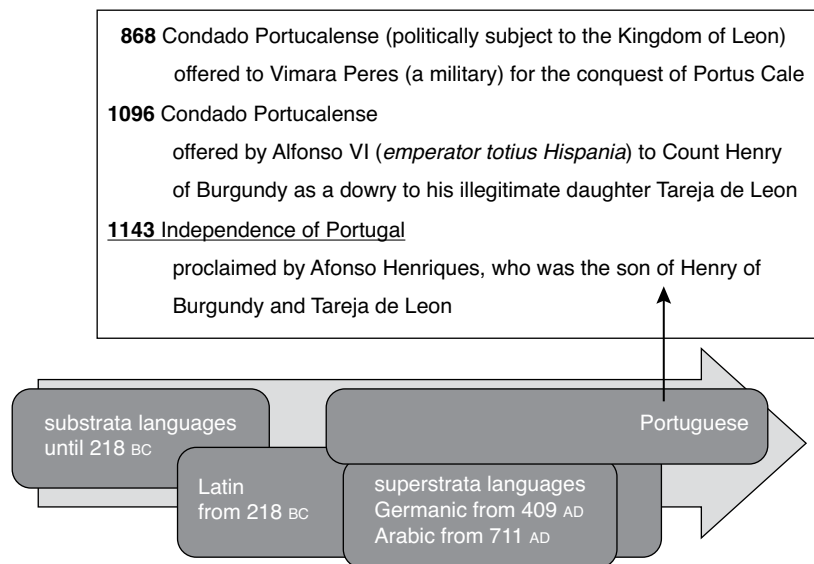 868 Condado Portucalense (politically subject to the Kingdom of Leon)
offered to Vimara Peres (a military) for the conquest of Portus Cale
1096 Condado Portucalense
offered by Alfonso VI (emperator totius Hispania) to Count Henry
of Burgundy as a dowry to his illegitimate daughter Tareja de Leon
1143 Independence of Portugal
proclaimed by Afonso Henriques, who was the son of Henry of
Burgundy and Tareja de Leon
substrata languages
until 218 BC
Portuguese
Latin
from 218 BC
superstrata languages
Germanic from 409 AD
Arabic from 711 AD